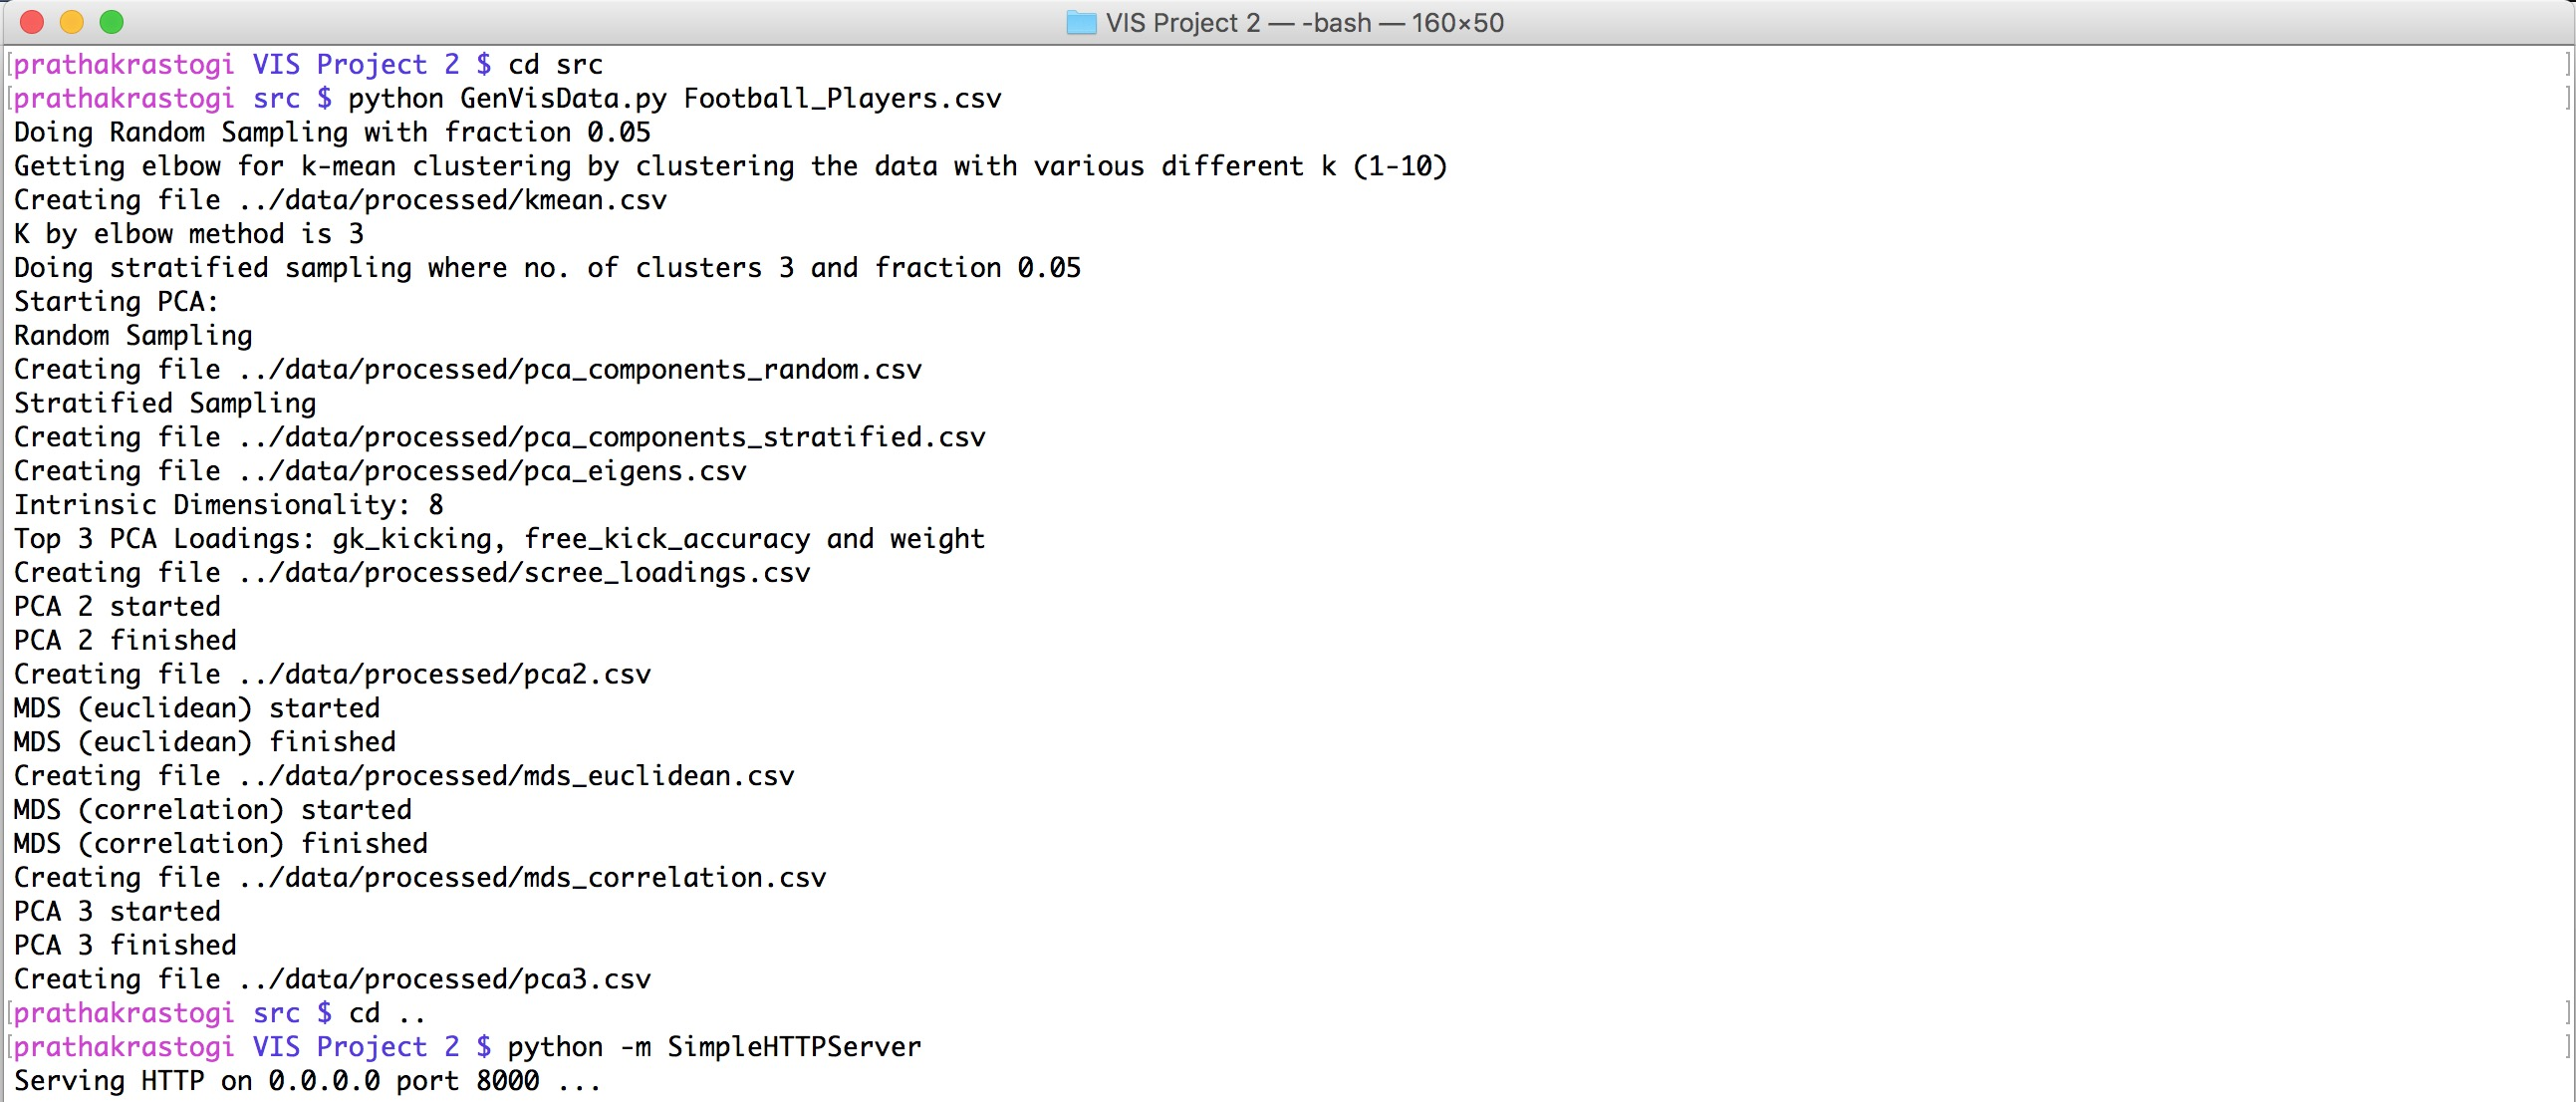 VIS Project 2 — -bash — 160×50
[prathakrastogi VIS Project 2 $ cd src ]
[prathakrastogi src $ python GenVisData.py Football_Players.csv ]
Doing Random Sampling with fraction 0.05
Getting elbow for k-mean clustering by clustering the data with various different k (1-10)
Creating file ../data/processed/kmean.csv
K by elbow method is 3
Doing stratified sampling where no. of clusters 3 and fraction 0.05
Starting PCA:
Random Sampling
Creating file ../data/processed/pca_components_random.csv
Stratified Sampling
Creating file ../data/processed/pca_components_stratified.csv
Creating file ../data/processed/pca_eigens.csv
Intrinsic Dimensionality: 8
Top 3 PCA Loadings: gk_kicking, free_kick_accuracy and weight
Creating file ../data/processed/scree_loadings.csv
PCA 2 started
PCA 2 finished
Creating file ../data/processed/pca2.csv
MDS (euclidean) started
MDS (euclidean) finished
Creating file ../data/processed/mds_euclidean.csv
MDS (correlation) started
MDS (correlation) finished
Creating file ../data/processed/mds_correlation.csv
PCA 3 started
PCA 3 finished
Creating file ../data/processed/pca3.csv
[prathakrastogi src $ cd .. ]
[prathakrastogi VIS Project 2 $ python -m SimpleHTTPServer ]
Serving HTTP on 0.0.0.0 port 8000 ...